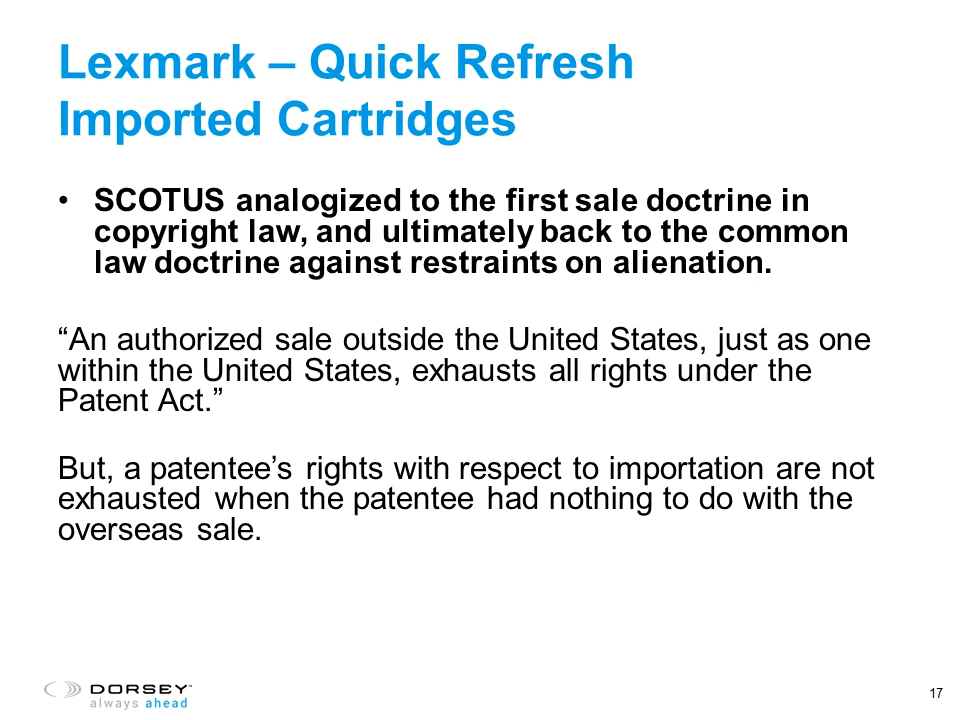 Lexmark – Quick Refresh
Imported Cartridges
• SCOTUS analogized to the first sale doctrine in
copyright law, and ultimately back to the common
law doctrine against restraints on alienation.
“An authorized sale outside the United States, just as one
within the United States, exhausts all rights under the
Patent Act.”
But, a patentee’s rights with respect to importation are not
exhausted when the patentee had nothing to do with the
overseas sale.
DORSEY™
always ahead
17